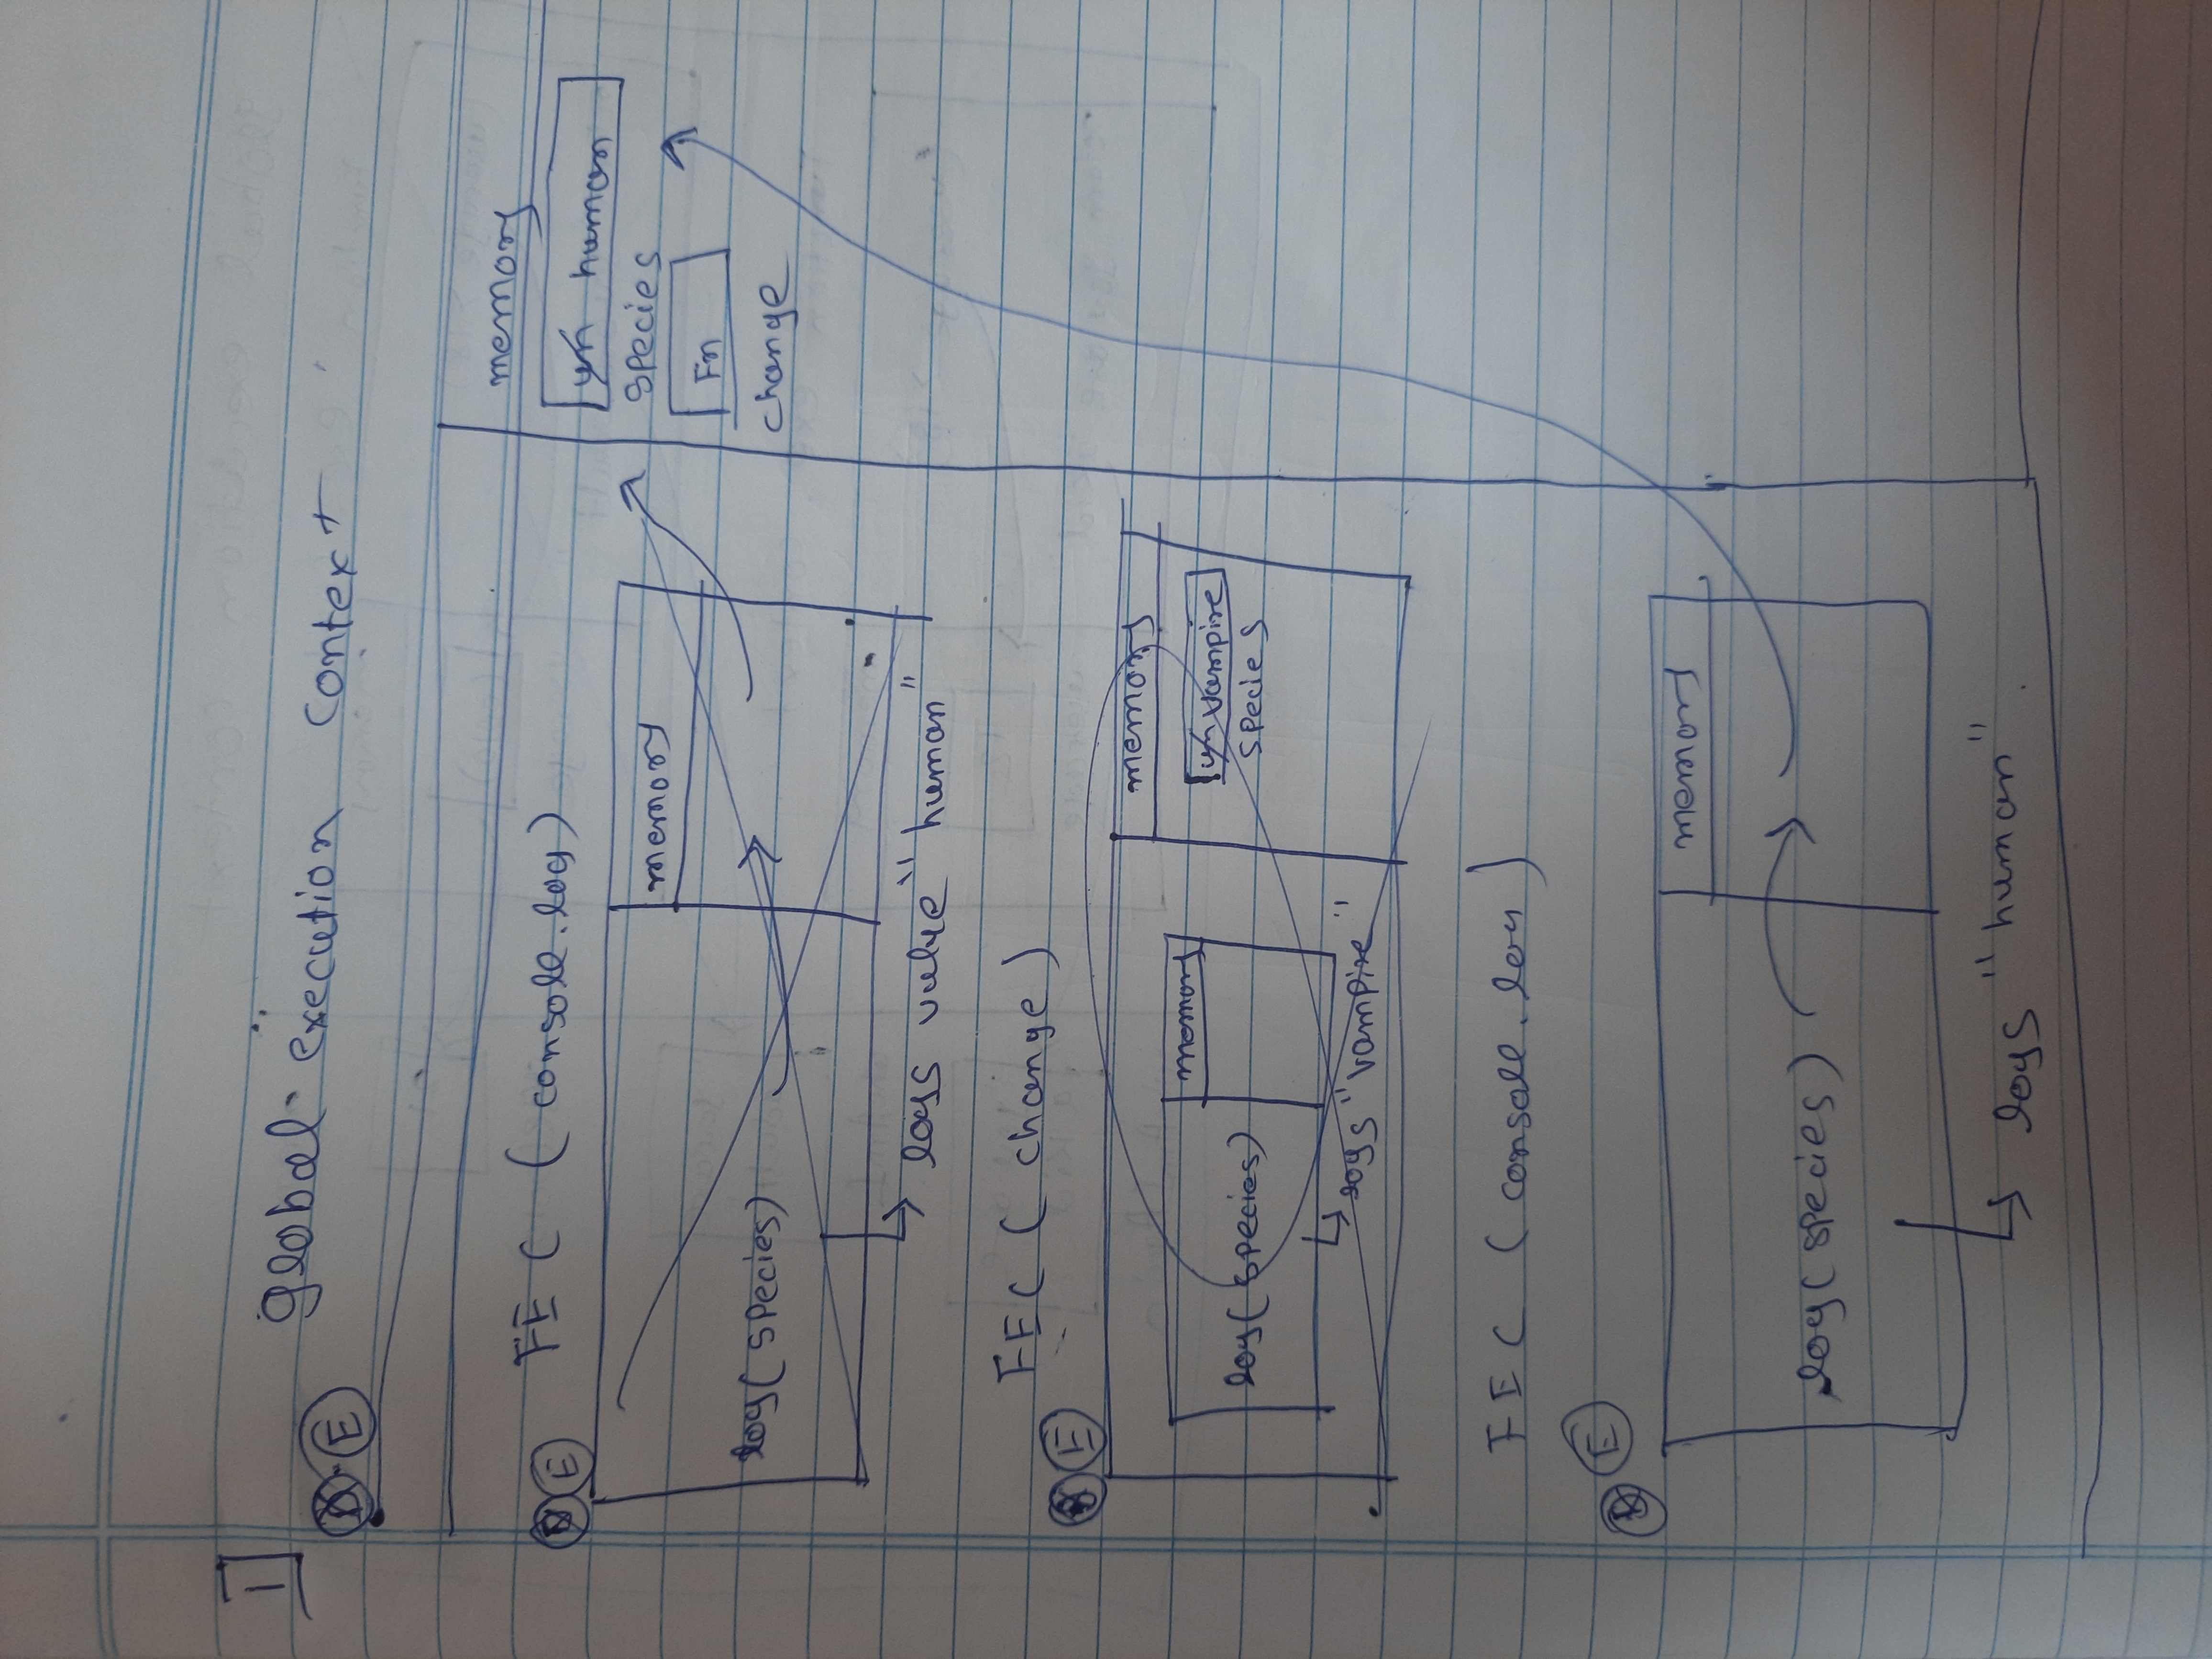 1
E
global execution context
memory
un human
species
Fn
change
E
FEC (console.log)
memory
log(species)
logs value "human"
E
FEC (change)
memory
un vampire
species
memory
log(species)
logs "vampire"
FEC (console.log)
E
memory
log(species)
logs "human"